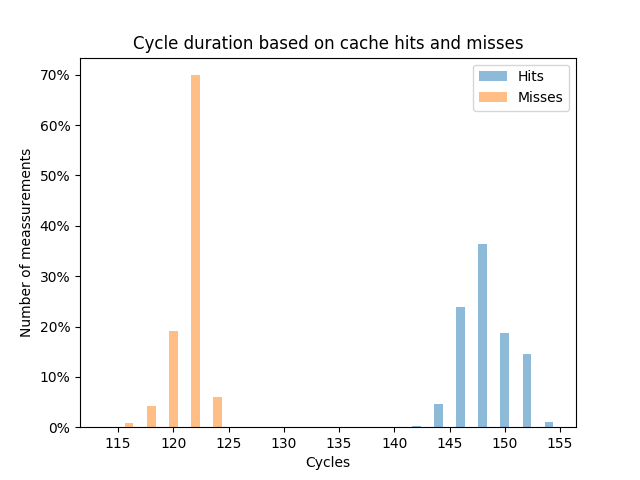 Cycle duration based on cache hits and misses
Hits
Misses
70%
60%
50%
40%
30%
20%
10%
0%
Number of meassurements
115 120 125 130 135 140 145 150 155
Cycles